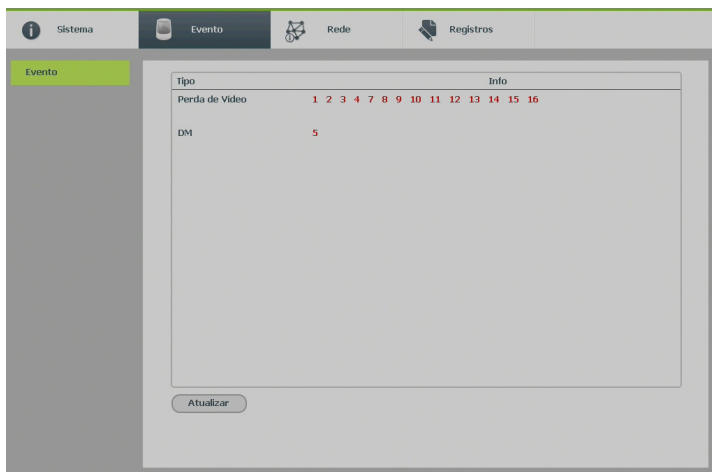 Sistema Evento Rede Registros
Evento
Tipo Info
Perda de Vídeo 1 2 3 4 7 8 9 10 11 12 13 14 15 16
DM 5
Atualizar